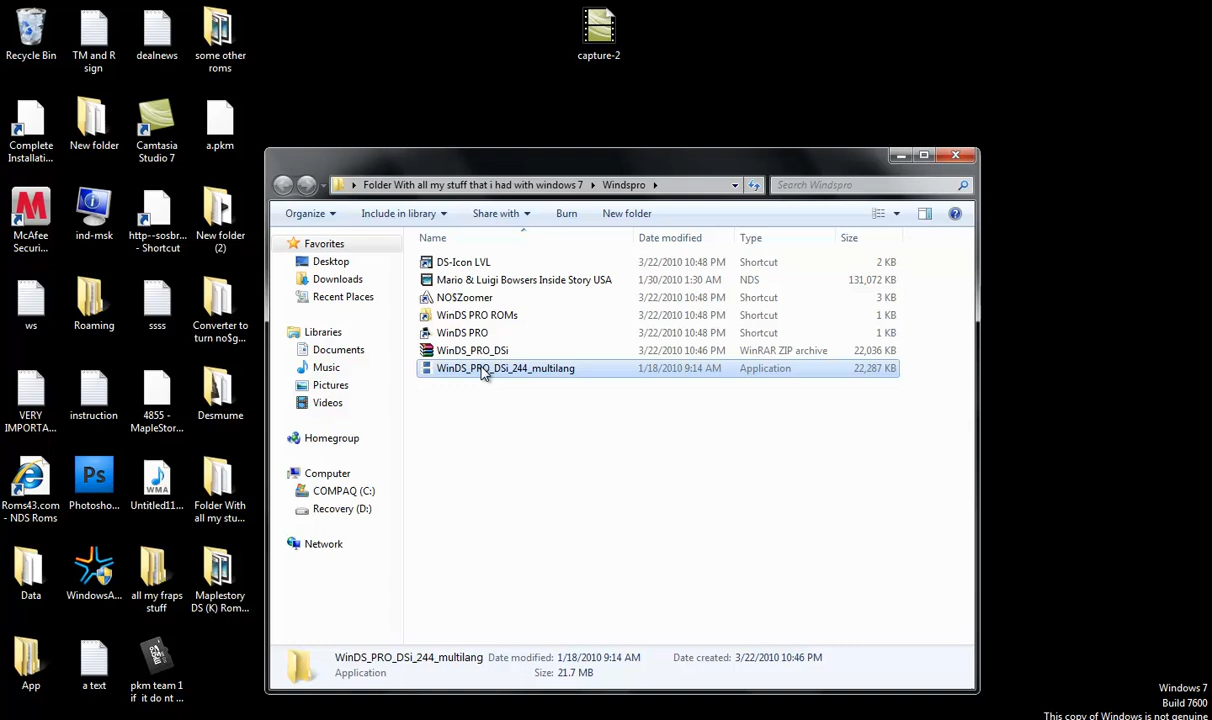 Recycle Bin
TM and R
sign
dealnews
some other
roms
capture-2
Complete
Installati...
New folder
Camtasia
Studio 7
a.pkm
McAfee
Securi...
ind-msk
http--sosbr...
- Shortcut
New folder
(2)
ws
Roaming
ssss
Converter to
turn no$g...
VERY
IMPORTA...
instruction
4855 -
MapleStor...
Desmume
Roms43.com
- NDS Roms
Photosho...
Untitled11...
Folder With
all my stu...
Data
WindowsA...
all my fraps
stuff
Maplestory
DS (K) Rom...
App
a text
pkm team 1
if it do nt ...
Folder With all my stuff that i had with windows 7 Windspro
Search Windspro
Organize Include in library Share with Burn New folder
Favorites
Desktop
Downloads
Recent Places
Libraries
Documents
Music
Pictures
Videos
Homegroup
Computer
COMPAQ (C:)
Recovery (D:)
Network
Name Date modified Type Size
DS-Icon LVL 3/22/2010 10:48 PM Shortcut 2 KB
Mario & Luigi Bowsers Inside Story USA 1/30/2010 1:30 AM NDS 131,072 KB
NO$Zoomer 3/22/2010 10:48 PM Shortcut 3 KB
WinDS PRO ROMs 3/22/2010 10:48 PM Shortcut 1 KB
WinDS PRO 3/22/2010 10:48 PM Shortcut 1 KB
WinDS_PRO_DSi 3/22/2010 10:46 PM WinRAR ZIP archive 22,036 KB
WinDS_PRO_DSi_244_multilang 1/18/2010 9:14 AM Application 22,287 KB
WinDS_PRO_DSi_244_multilang Date modified: 1/18/2010 9:14 AM Date created: 3/22/2010 10:46 PM
Application Size: 21.7 MB
Windows 7
Build 7600
This copy of Windows is not genuine